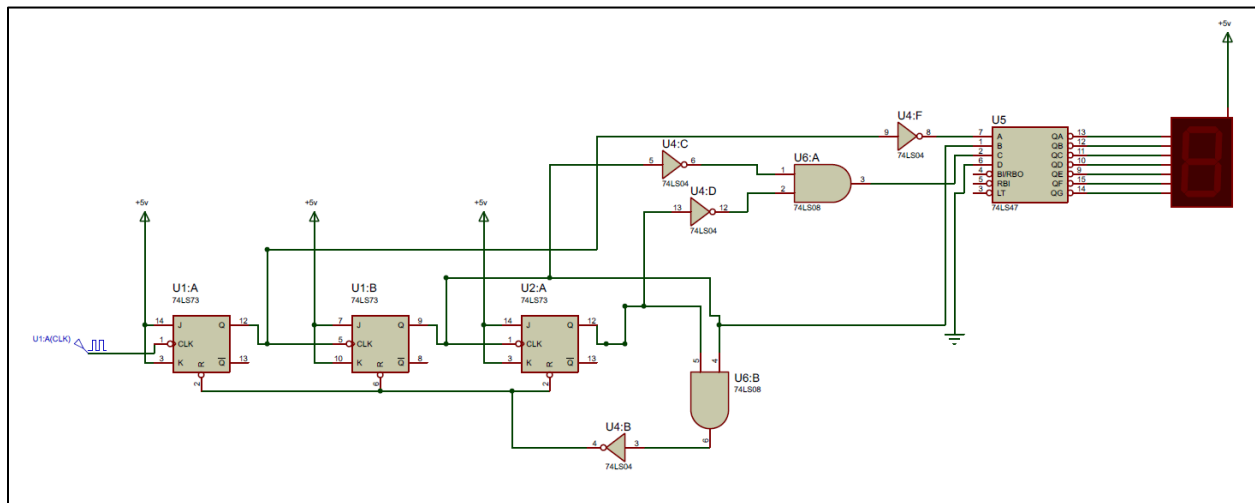 +5v
U4:F
9 8
74LS04
U5
7 A QA 13
1 B QB 12
2 C QC 11
6 D QD 10
4 BI/RBO QE 9
5 RBI QF 15
3 LT QG 14
74LS47
U4:C
5 6
74LS04
U6:A
1
2
3
74LS08
U4:D
13 12
74LS04
+5v
+5v
+5v
U1:A
74LS73
U1:B
74LS73
U2:A
74LS73
U1:A(CLK)
14 J Q 12
1 CLK
3 K Q 13
R
2
7 J Q 9
5 CLK
10 K Q 8
R
6
14 J Q 12
1 CLK
3 K Q 13
R
2
5 4
U6:B
74LS08
6
U4:B
4 3
74LS04